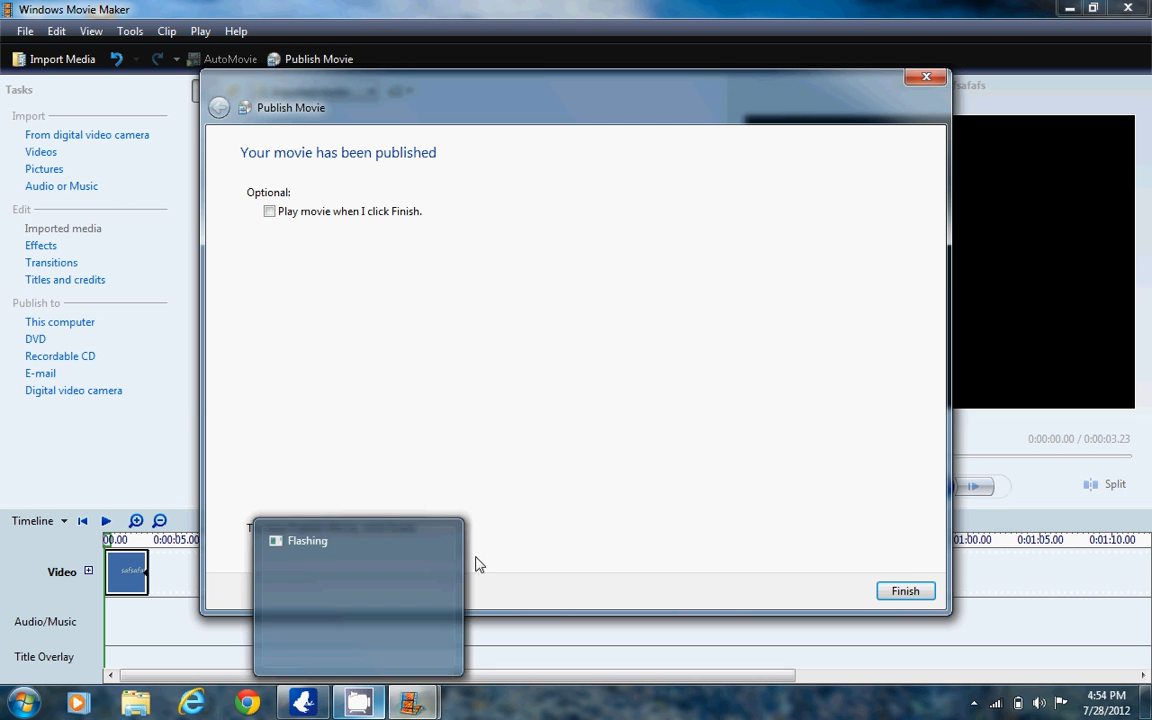 Windows Movie Maker
File Edit View Tools Clip Play Help
Import Media AutoMovie Publish Movie
Tasks
Import
From digital video camera
Videos
Pictures
Audio or Music
Edit
Imported media
Effects
Transitions
Titles and credits
Publish to
This computer
DVD
Recordable CD
E-mail
Digital video camera
safafs
Publish Movie
Your movie has been published
Optional:
Play movie when I click Finish.
Finish
Flashing
0:00:00.00 / 0:00:03.23
Split
Timeline
00.00 0:00:05.00 01:00.00 0:01:05.00 0:01:10.00
Video
safsafa
Audio/Music
Title Overlay
4:54 PM
7/28/2012